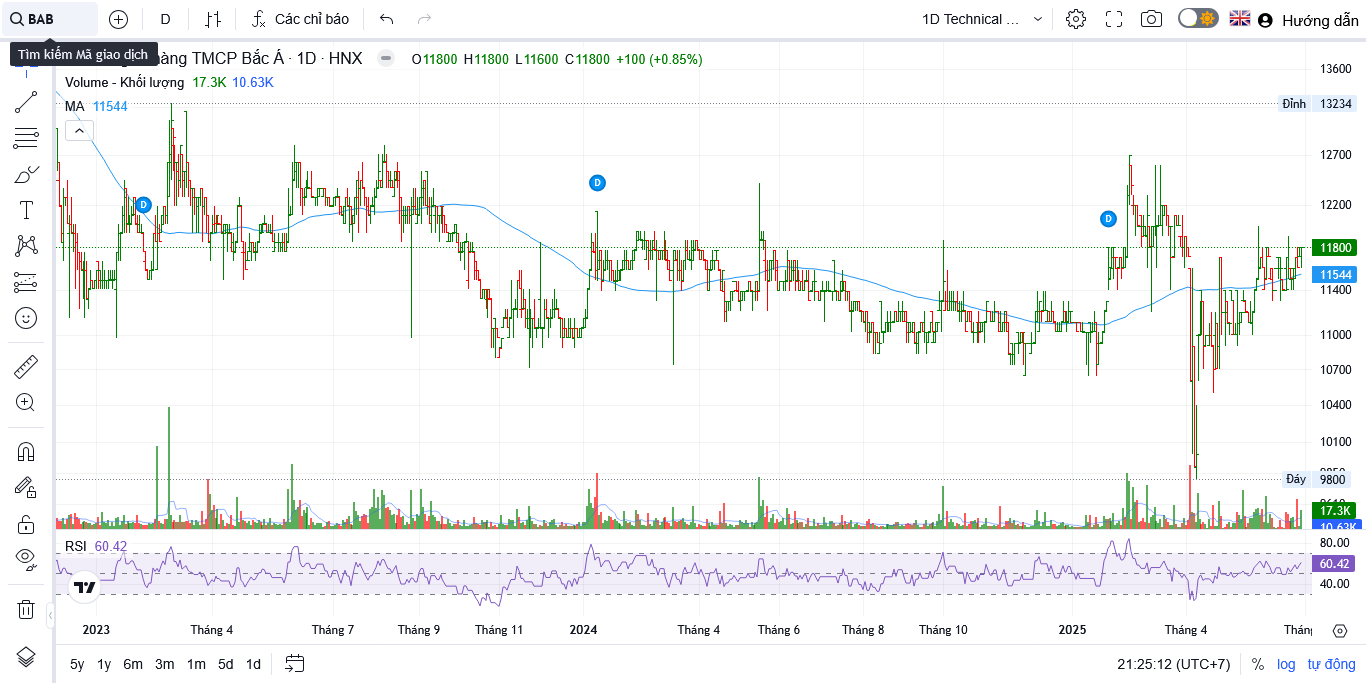 BAB
D
Các chỉ báo
1D Technical ...
Hướng dẫn
Tìm kiếm Mã giao dịch
hàng TMCP Bắc Á · 1D · HNX
O11800 H11800 L11600 C11800 +100 (+0.85%)
Volume - Khối lượng 17.3K 10.63K
MA 11544
13600
Đỉnh 13234
12700
12200
11800
11544
11400
11000
10700
10400
10100
Đáy 9800
17.3K
10.63K
D
D
D
RSI 60.42
80.00
60.42
40.00
2023 Tháng 4 Tháng 7 Tháng 9 Tháng 11 2024 Tháng 4 Tháng 6 Tháng 8 Tháng 10 2025 Tháng 4 Thán
5y 1y 6m 3m 1m 5d 1d
21:25:12 (UTC+7) % log tự động